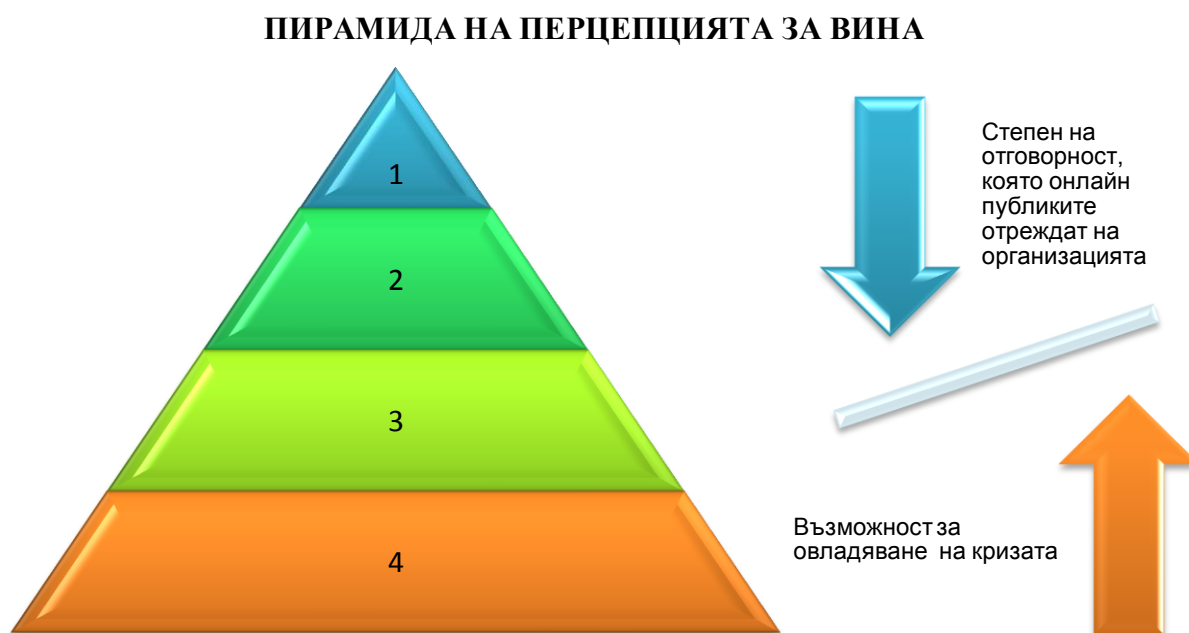 ПИРАМИДА НА ПЕРЦЕПЦИЯТА ЗА ВИНА
1
2
3
4
Степен на
отговорност,
която онлайн
публиките
отреждат на
организацията
Възможност за
овладяване на кризата